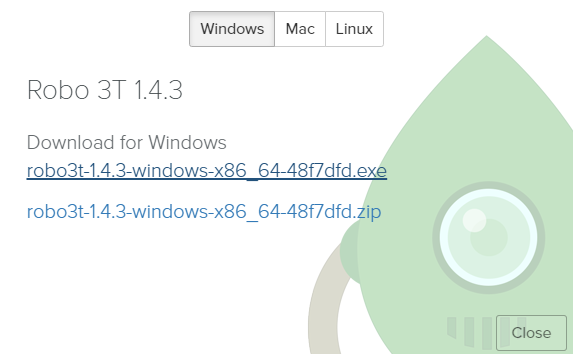 Windows Mac Linux
Robo 3T 1.4.3
Download for Windows
robo3t-1.4.3-windows-x86_64-48f7dfd.exe
robo3t-1.4.3-windows-x86_64-48f7dfd.zip
Close